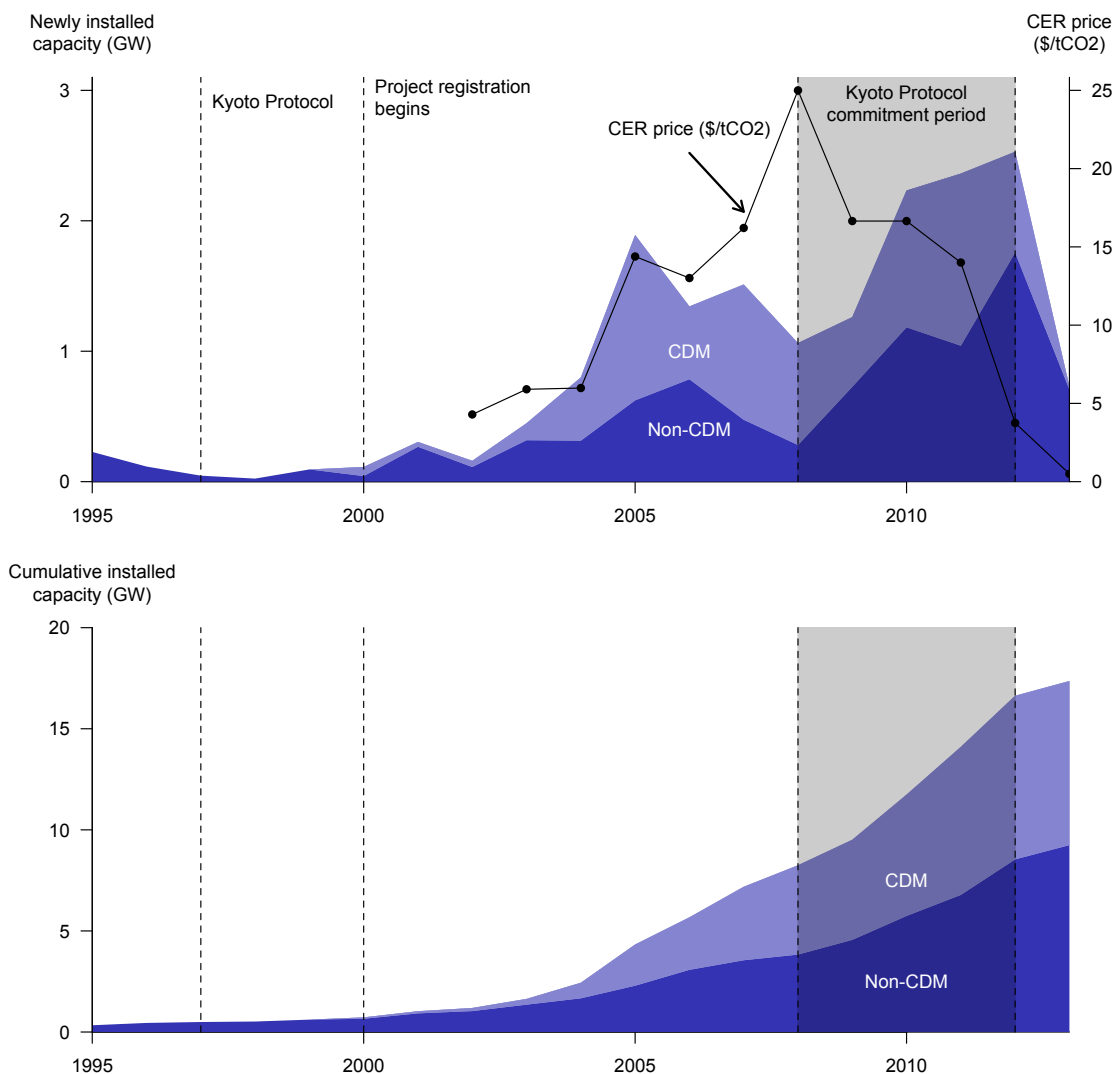 Newly installed
capacity (GW)
CER price
($/tCO2)
3
2
1
0
Kyoto Protocol
Project registration
begins
CER price ($/tCO2)
Kyoto Protocol
commitment period
CDM
Non-CDM
25
20
15
10
5
0
1995
2000
2005
2010
Cumulative installed
capacity (GW)
20
15
10
5
0
CDM
Non-CDM
1995
2000
2005
2010